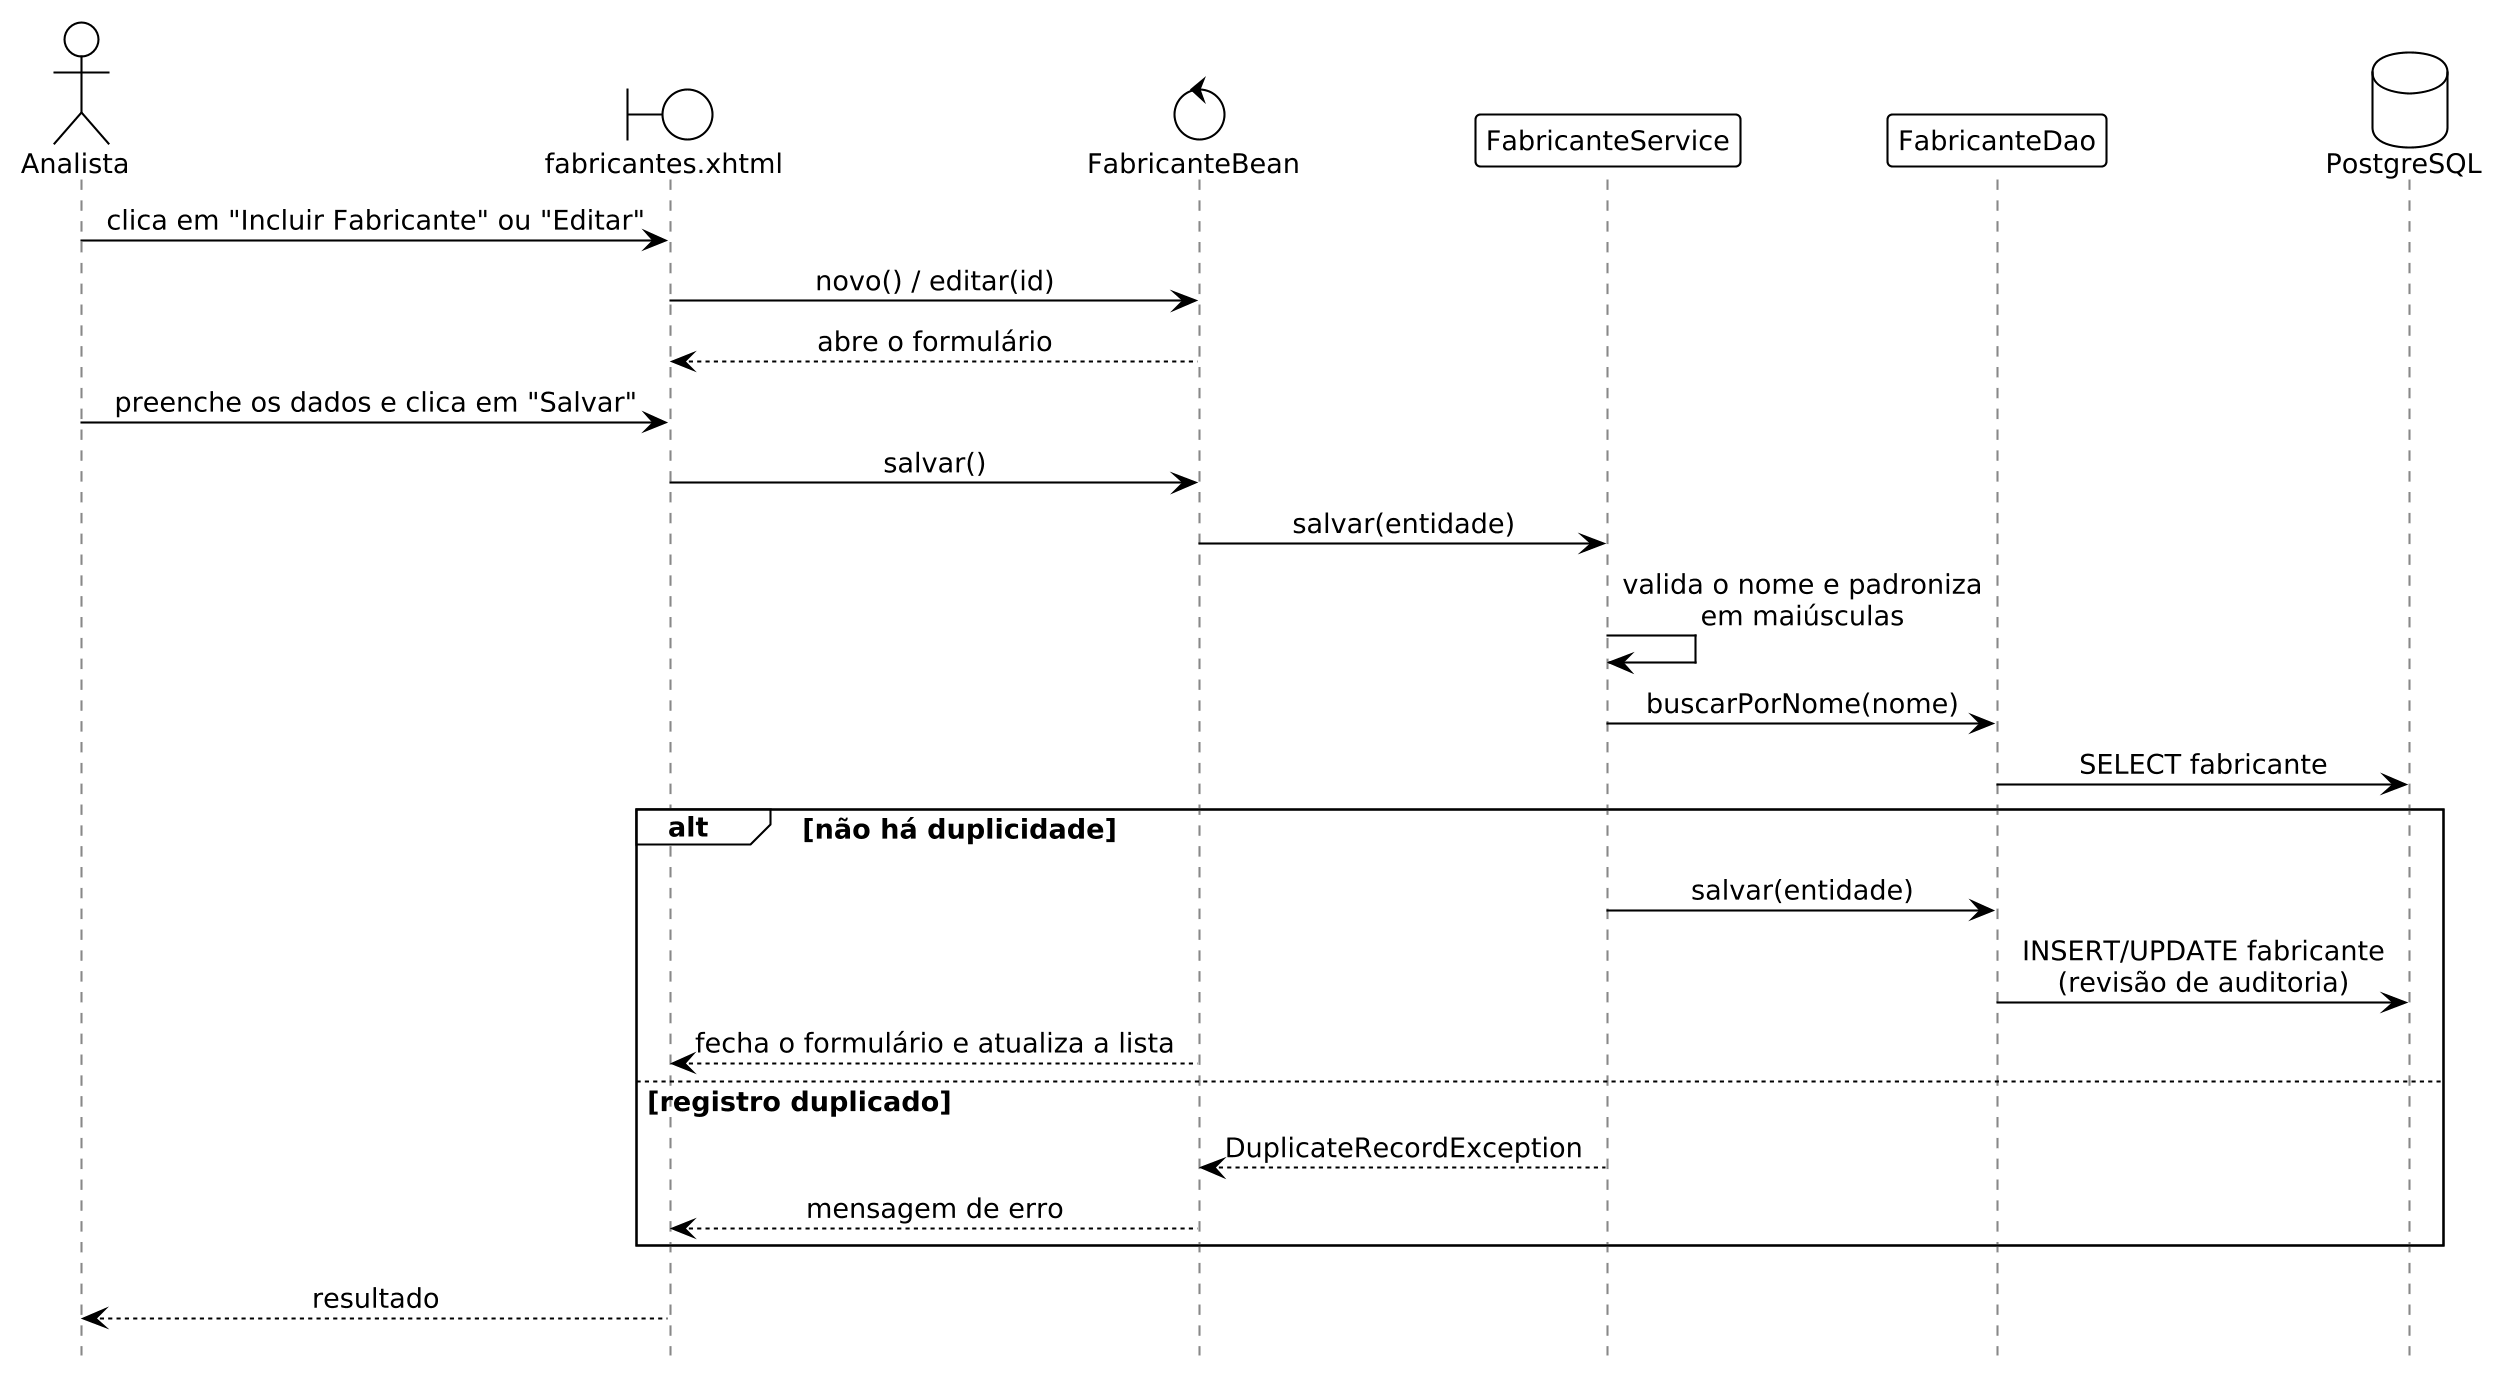 Analista
fabricantes.xhtml
FabricanteBean
FabricanteService
FabricanteDao
PostgreSQL
clica em "Incluir Fabricante" ou "Editar"
novo() / editar(id)
abre o formulário
preenche os dados e clica em "Salvar"
salvar()
salvar(entidade)
valida o nome e padroniza
em maiúsculas
buscarPorNome(nome)
SELECT fabricante
alt
[não há duplicidade]
salvar(entidade)
INSERT/UPDATE fabricante
(revisão de auditoria)
fecha o formulário e atualiza a lista
[registro duplicado]
DuplicateRecordException
mensagem de erro
resultado